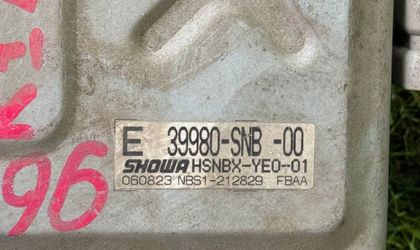 E 39980-SNB -00
SHOWA HSNBX-YE0-01
060823 NBS1-212829 FBAA
96